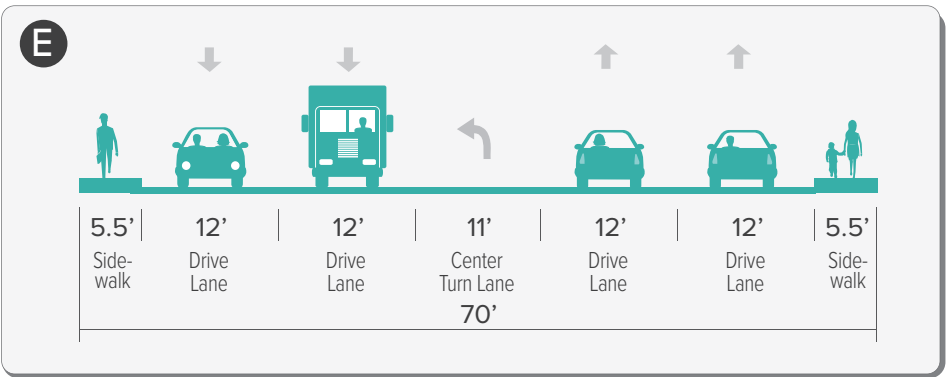 E
5.5’ 12’ 12’ 11’ 12’ 12’ 5.5’
Side- Drive Drive Center Drive Drive Side-
walk Lane Lane Turn Lane Lane Lane walk
70’